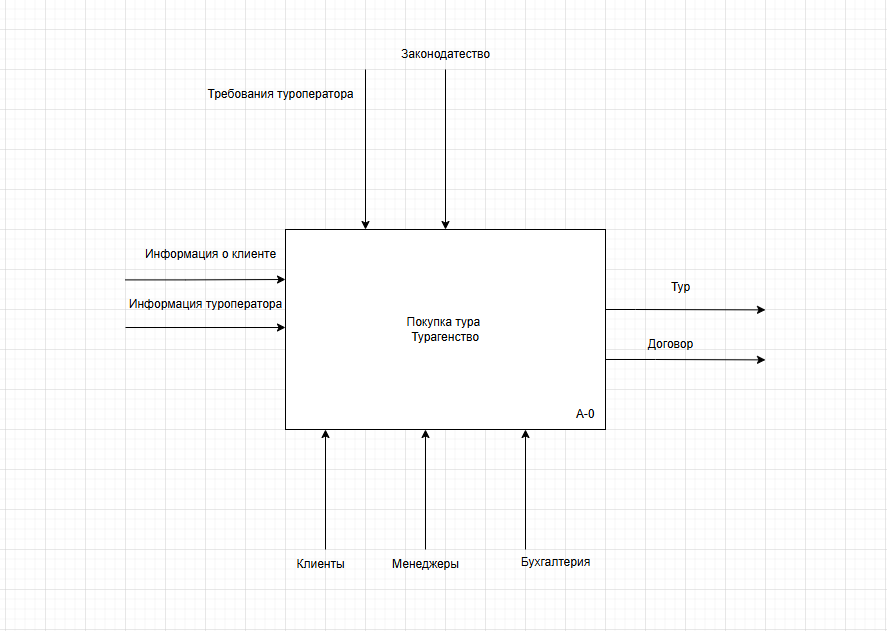 Законодатество
Требования туроператора
Информация о клиенте
Информация туроператора
Покупка тура
Турагенство
Тур
Договор
А-0
Клиенты
Менеджеры
Бухгалтерия